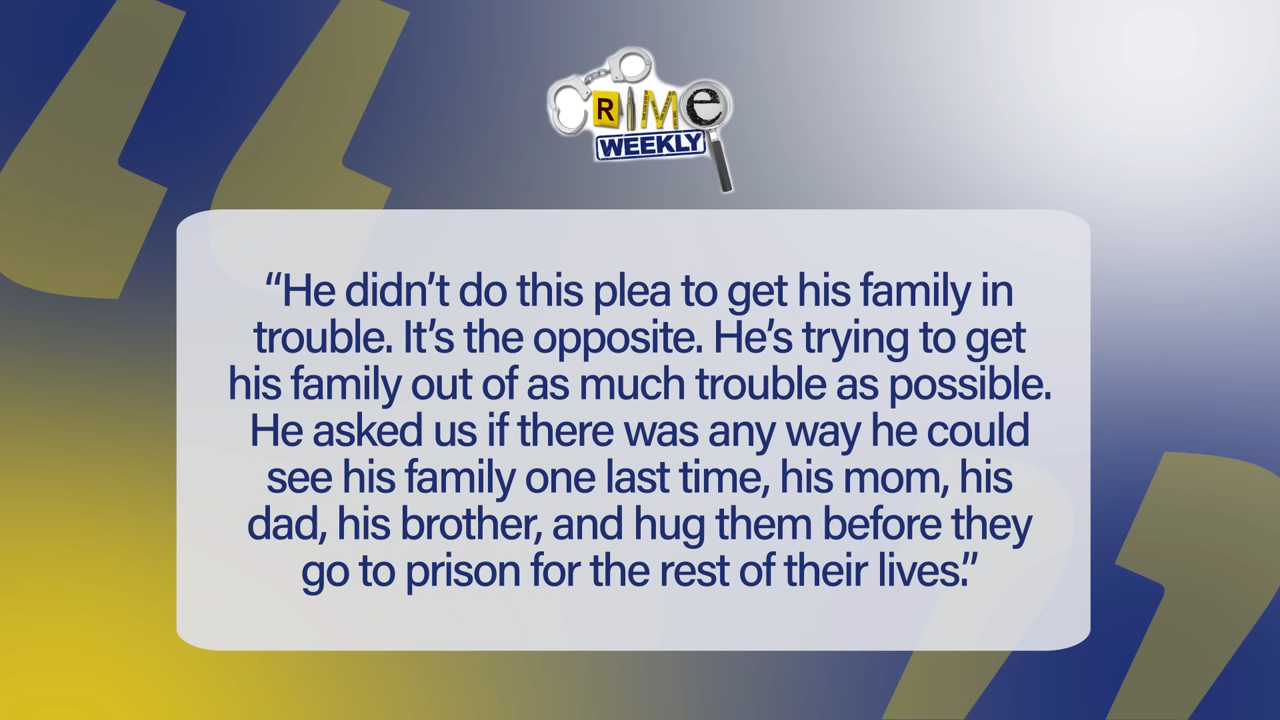 CRIMe
WEEKLY
“He didn’t do this plea to get his family in
trouble. It’s the opposite. He’s trying to get
his family out of as much trouble as possible.
He asked us if there was any way he could
see his family one last time, his mom, his
dad, his brother, and hug them before they
go to prison for the rest of their lives.”